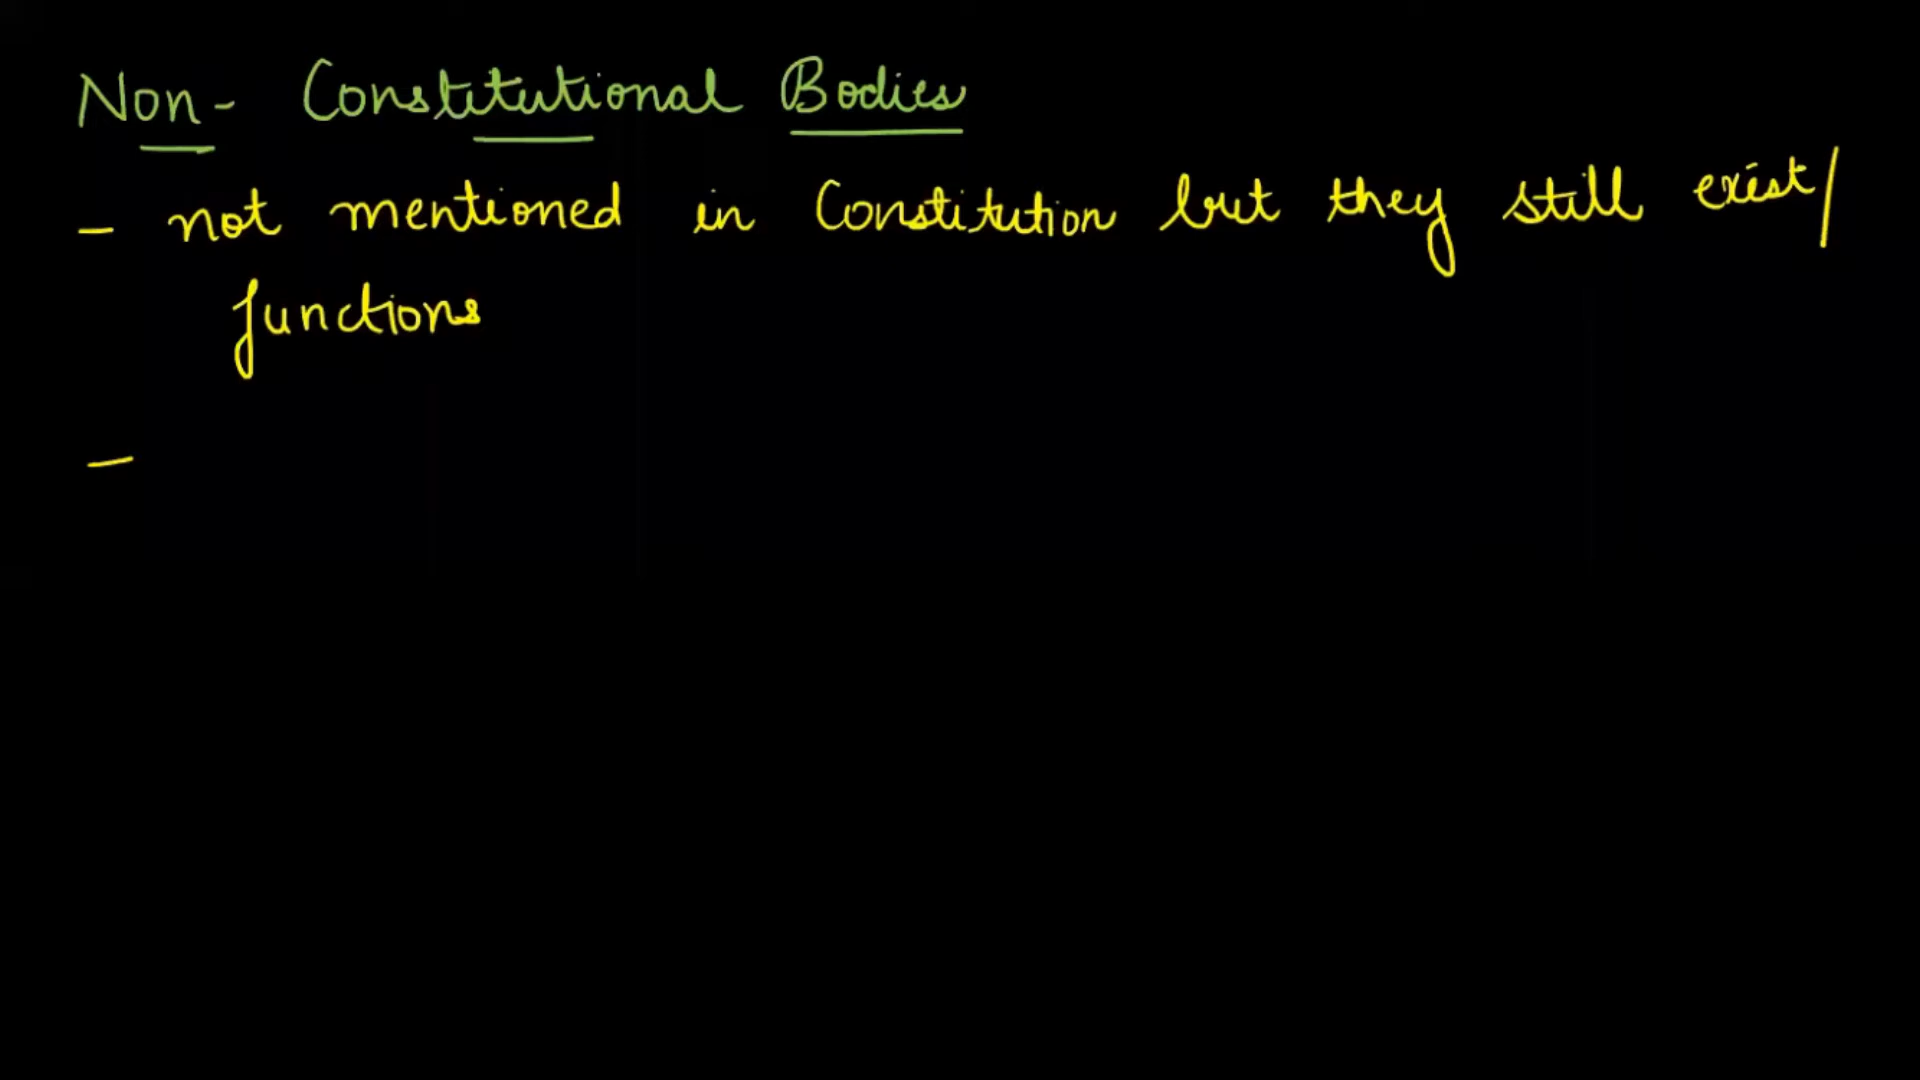 Non- Constitutional Bodies
- not mentioned in Constitution but they still exist/
functions
-